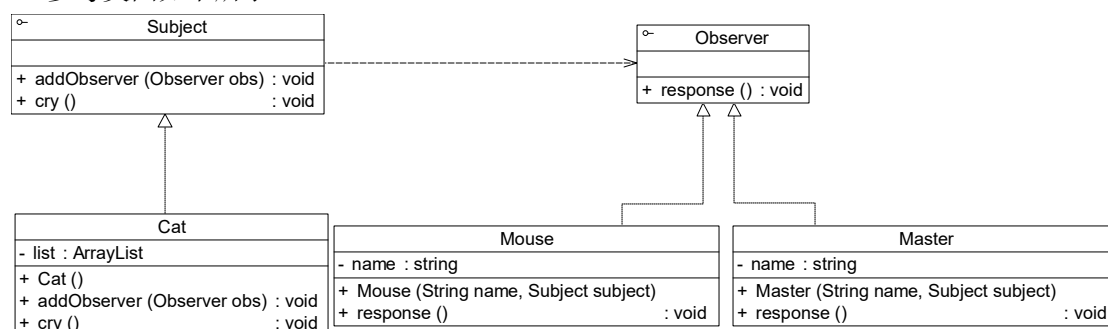 Subject
+ addObserver (Observer obs) : void
+ cry () : void
Observer
+ response () : void
Cat
- list : ArrayList
+ Cat ()
+ addObserver (Observer obs) : void
+ cry () : void
Mouse
- name : string
+ Mouse (String name, Subject subject)
+ response () : void
Master
- name : string
+ Master (String name, Subject subject)
+ response () : void